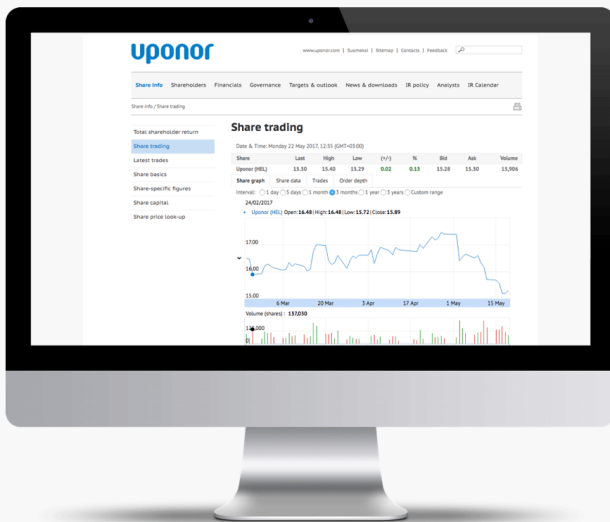 uponor
www.uponor.com | Suomeksi | Sitemap | Contacts | Feedback
Share info Shareholders Financials Governance Targets & outlook News & downloads IR policy Analysts IR Calendar
Share info / Share trading
Total shareholder return
Share trading
Latest trades
Share basics
Share-specific figures
Share capital
Share price look-up
Share trading
Date & Time: Monday 22 May 2017, 12:55 (GMT+03:00)
Share Last High Low (+/-) % Bid Ask Volume
Uponor (HEL) 15.30 15.40 15.29 0.02 0.13 15.28 15.30 15,906
Share graph Share data Trades Order depth
Interval: 1 day 5 days 1 month 3 months 1 year 3 years Custom range
24/02/2017
• Uponor (HEL) Open:16.48|High:16.48|Low:15.72|Close:15.89
17.00
16.00
15.00
6 Mar 20 Mar 3 Apr 17 Apr 1 May 15 May
Volume (shares) : 137,030